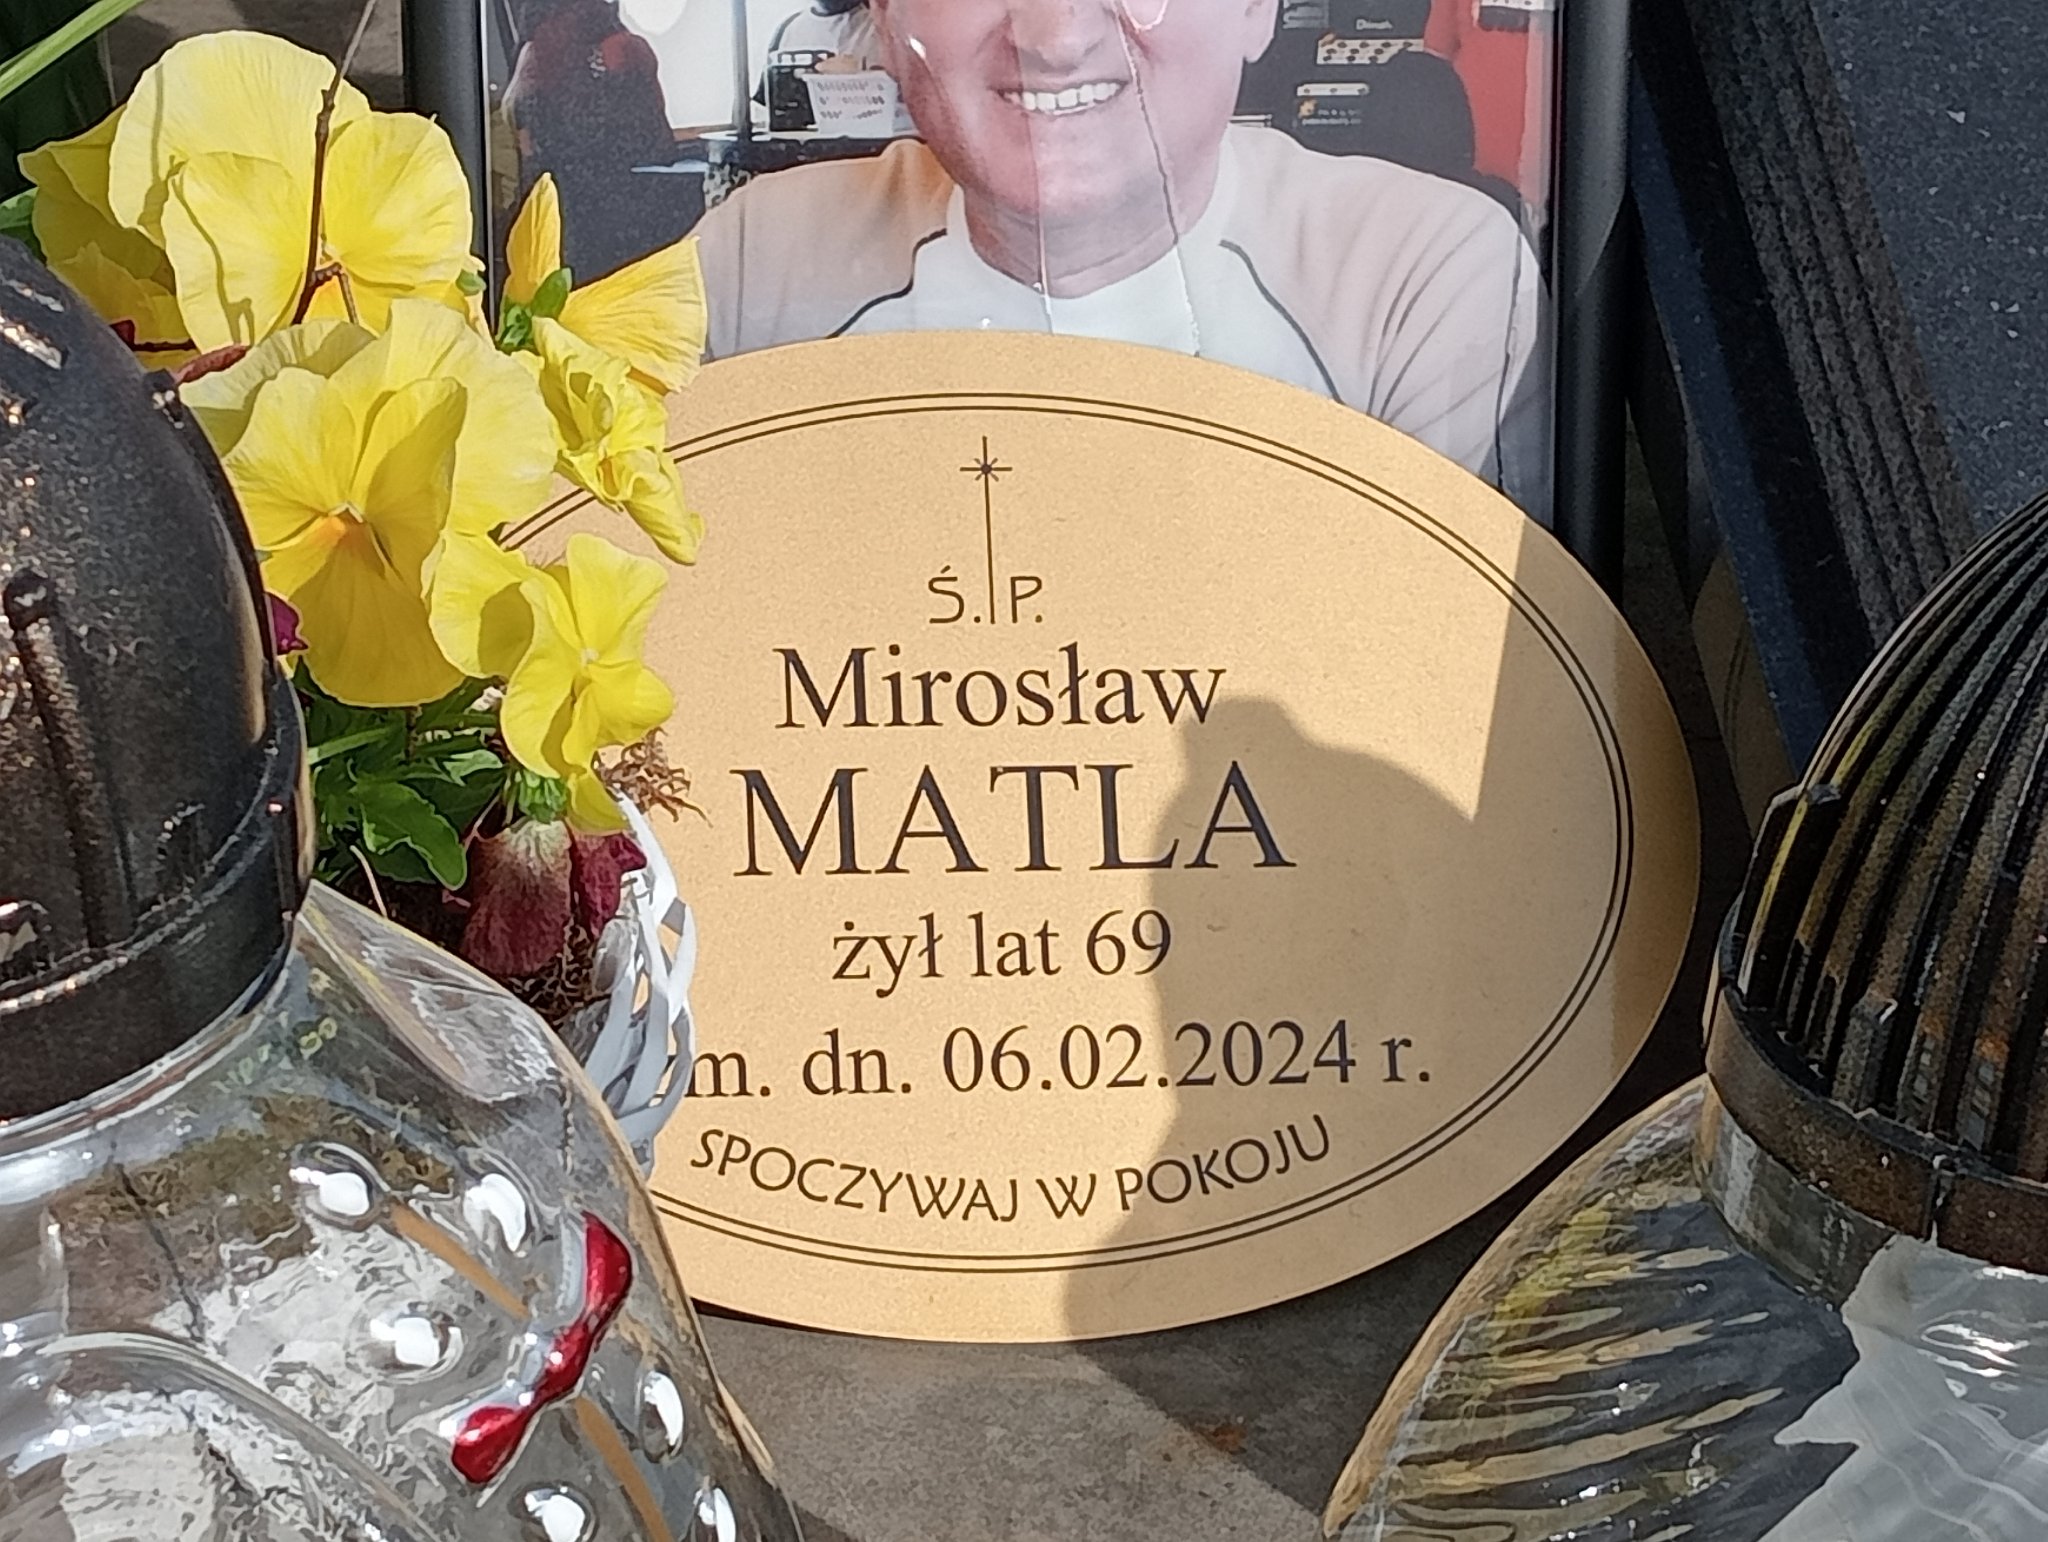 Ś. P.
Mirosław
MATLA
żył lat 69
m. dn. 06.02.2024 r.
SPOCZYWAJ W POKOJU